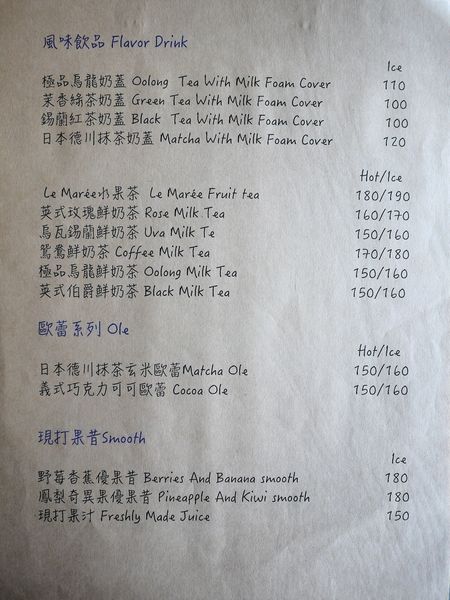 風味飲品 Flavor Drink
Ice
極品烏龍奶蓋 Oolong Tea With Milk Foam Cover 110
茉香綠茶奶蓋 Green Tea With Milk Foam Cover 100
錫蘭紅茶奶蓋 Black Tea With Milk Foam Cover 100
日本德川抹茶奶蓋 Matcha With Milk Foam Cover 120
Hot/Ice
Le Marée水果茶 Le Marée Fruit tea 180/190
英式玫瑰鮮奶茶 Rose Milk Tea 160/170
烏瓦錫蘭鮮奶茶 Uva Milk Te 150/160
鴛鴦鮮奶茶 Coffee Milk Tea 170/180
極品烏龍鮮奶茶 Oolong Milk Tea 150/160
英式伯爵鮮奶茶 Black Milk Tea 150/160
歐蕾系列 Ole
Hot/Ice
日本德川抹茶玄米歐蕾Matcha Ole 150/160
義式巧克力可可歐蕾 Cocoa Ole 150/160
現打果昔Smooth
Ice
野莓香蕉優果昔 Berries And Banana smooth 180
鳳梨奇異果優果昔 Pineapple And Kiwi smooth 180
現打果汁 Freshly Made Juice 150